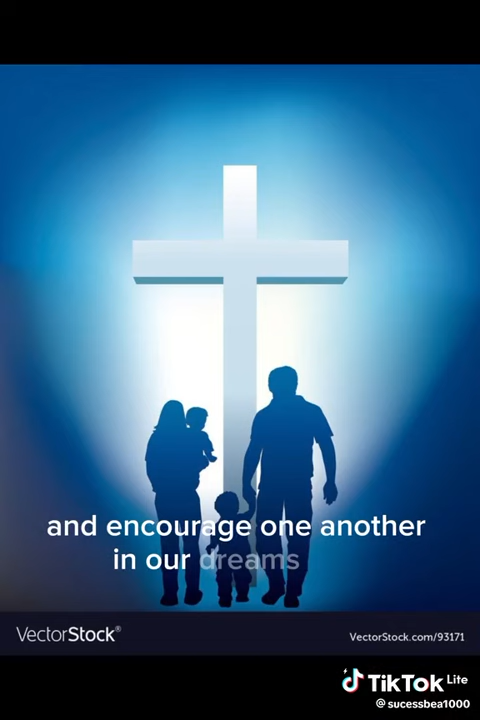 and encourage one another
in our dreams
VectorStock®
VectorStock.com/93171
TikTok Lite
@sucessbea1000